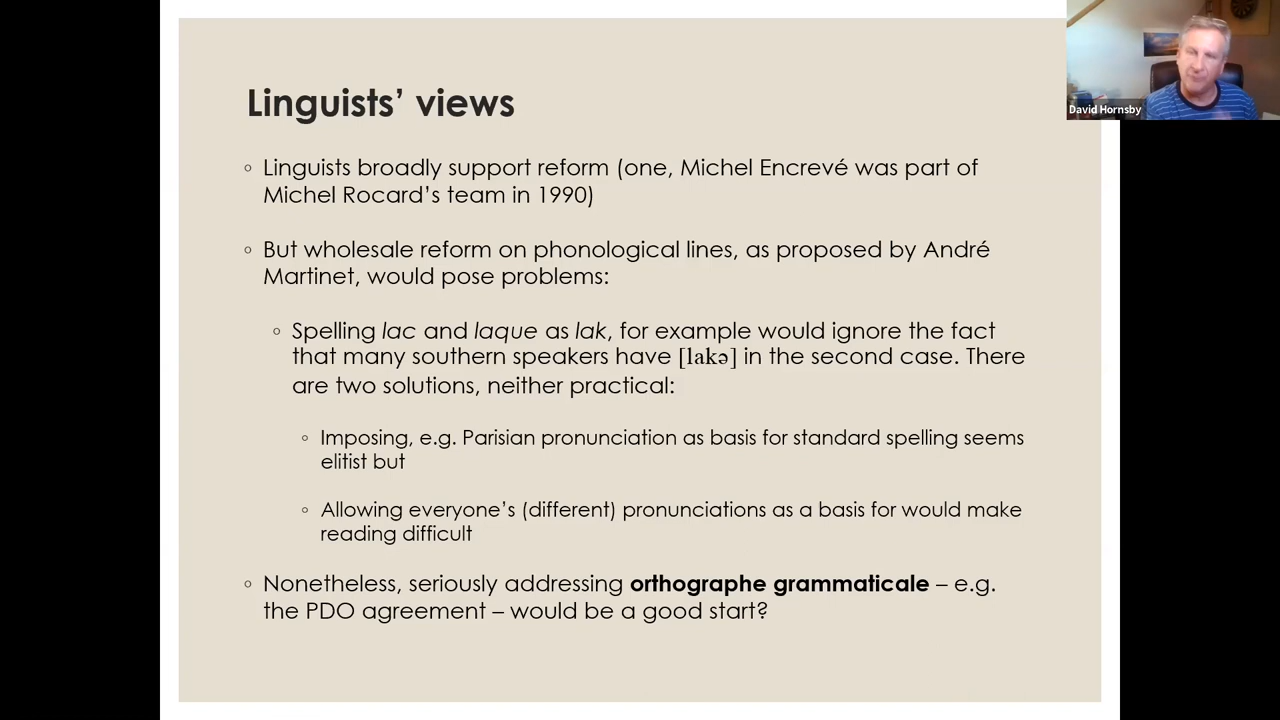 Linguists’ views
David Hornsby
◦ Linguists broadly support reform (one, Michel Encrevé was part of
Michel Rocard’s team in 1990)
◦ But wholesale reform on phonological lines, as proposed by André
Martinet, would pose problems:
◦ Spelling lac and laque as lak, for example would ignore the fact
that many southern speakers have [lakə] in the second case. There
are two solutions, neither practical:
◦ Imposing, e.g. Parisian pronunciation as basis for standard spelling seems
elitist but
◦ Allowing everyone’s (different) pronunciations as a basis for would make
reading difficult
◦ Nonetheless, seriously addressing orthographe grammaticale – e.g.
the PDO agreement – would be a good start?